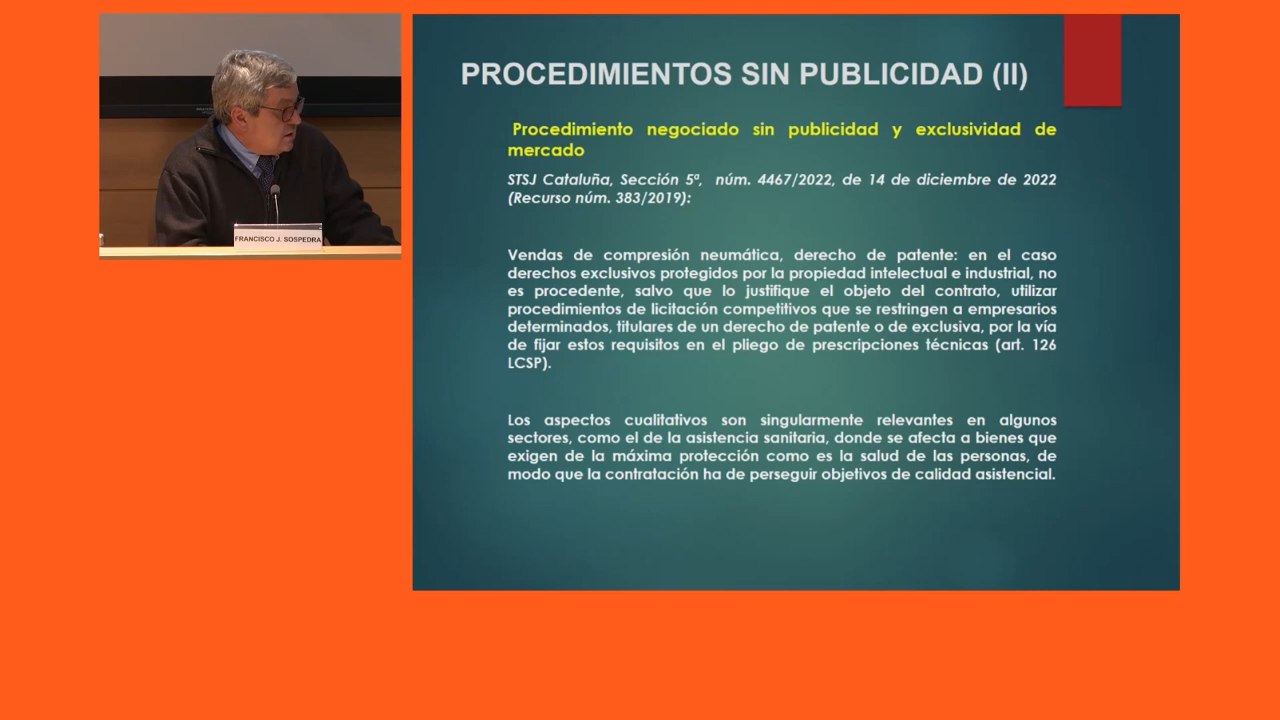 PROCEDIMIENTOS SIN PUBLICIDAD (II)
Procedimiento negociado sin publicidad y exclusividad de
mercado
STSJ Cataluña, Sección 5ª, núm. 4467/2022, de 14 de diciembre de 2022
(Recurso núm. 383/2019):
Vendas de compresión neumática, derecho de patente: en el caso
derechos exclusivos protegidos por la propiedad intelectual e industrial, no
es procedente, salvo que lo justifique el objeto del contrato, utilizar
procedimientos de licitación competitivos que se restringen a empresarios
determinados, titulares de un derecho de patente o de exclusiva, por la vía
de fijar estos requisitos en el pliego de prescripciones técnicas (art. 126
LCSP).
Los aspectos cualitativos son singularmente relevantes en algunos
sectores, como el de la asistencia sanitaria, donde se afecta a bienes que
exigen de la máxima protección como es la salud de las personas, de
modo que la contratación ha de perseguir objetivos de calidad asistencial.
FRANCISCO J. SOSPEDRA